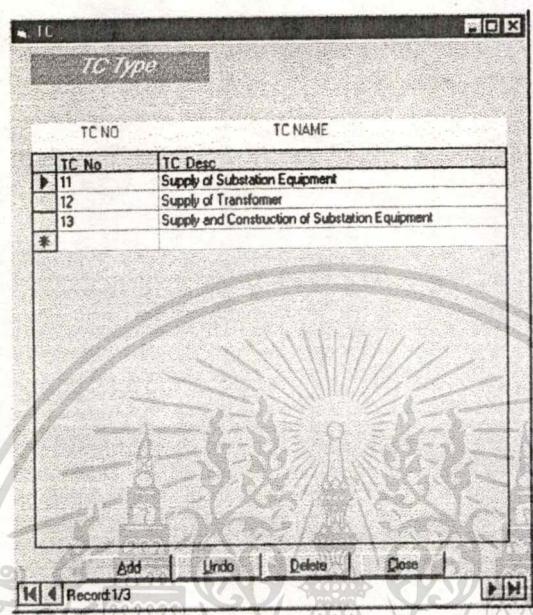 TC
TC Type
TC NO TC NAME
TC No TC Desc
11 Supply of Substation Equipment
12 Supply of Transformer
13 Supply and Construction of Substation Equipment
Add Undo Delete Close
Record:1/3